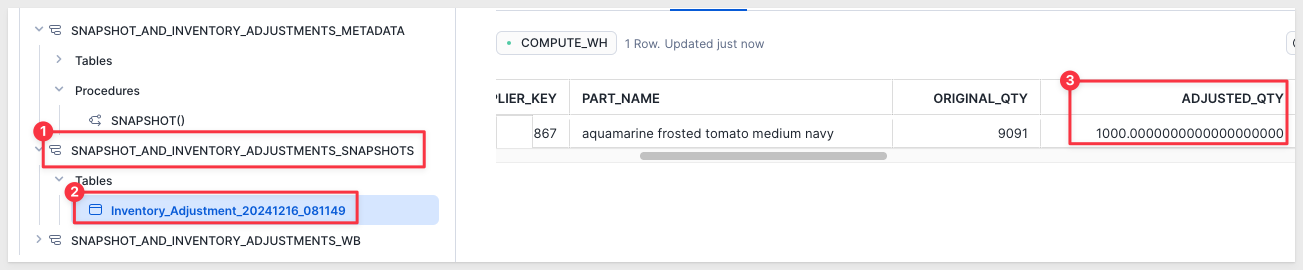 SNAPSHOT_AND_INVENTORY_ADJUSTMENTS_METADATA
Tables
Procedures
SNAPSHOT()
1
SNAPSHOT_AND_INVENTORY_ADJUSTMENTS_SNAPSHOTS
Tables
2
Inventory_Adjustment_20241216_081149
SNAPSHOT_AND_INVENTORY_ADJUSTMENTS_WB
COMPUTE_WH 1 Row. Updated just now
3
PLIER_KEY PART_NAME ORIGINAL_QTY ADJUSTED_QTY
867 aquamarine frosted tomato medium navy 9091 1000.0000000000000000000